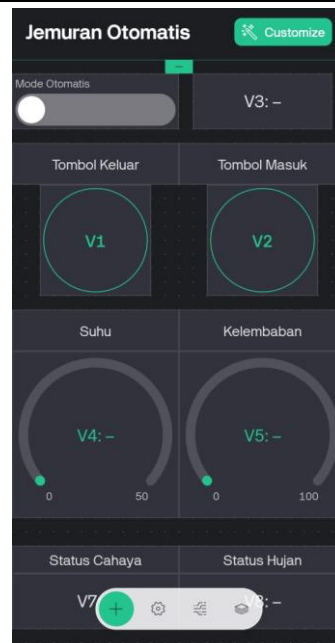 Jemuran Otomatis
Customize
Mode Otomatis
V3: –
Tombol Keluar
Tombol Masuk
V1
V2
Suhu
Kelembaban
V4: –
V5: –
0
50
0
100
Status Cahaya
Status Hujan
V7
: –